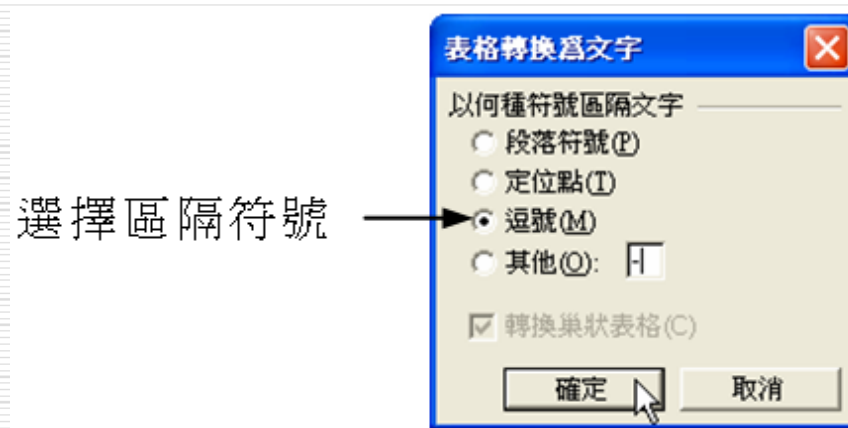 表格轉換爲文字
以何種符號區隔文字
段落符號(P)
定位點(T)
選擇區隔符號
逗號(M)
其他(O): -
轉換巢狀表格(C)
確定 取消